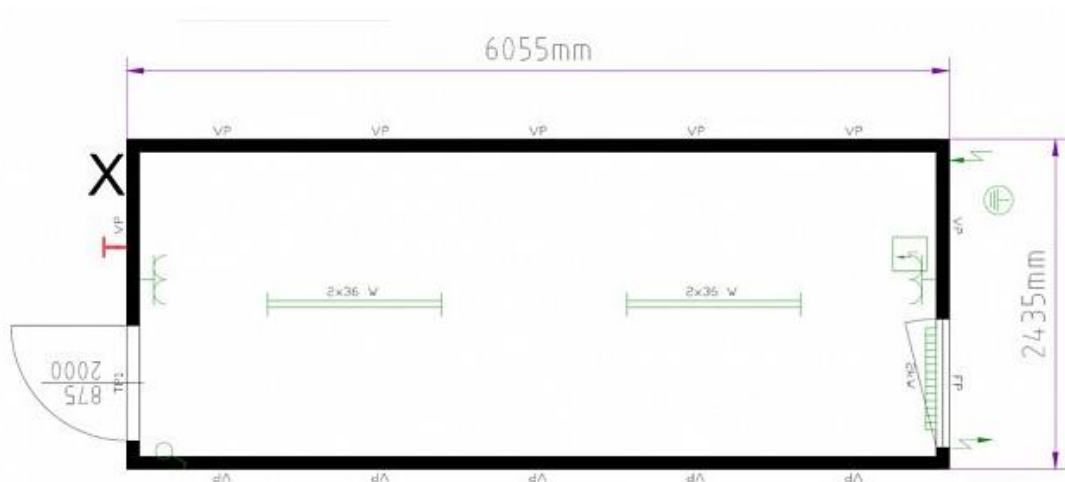 6055mm
VP VP VP VP VP
X
VP
VP
2x36 W
2x36 W
2435mm
2000
875
TP1
2kW
FP
VP VP VP VP VP